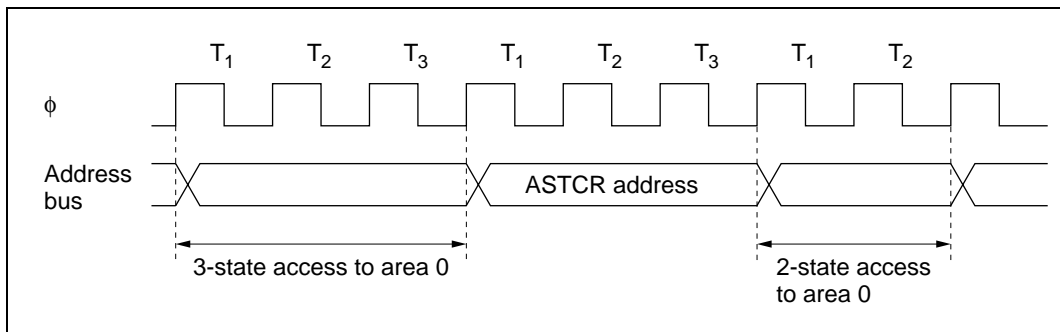 T1 T2 T3 T1 T2 T3 T1 T2
φ
Address
bus
ASTCR address
3-state access to area 0
2-state access
to area 0